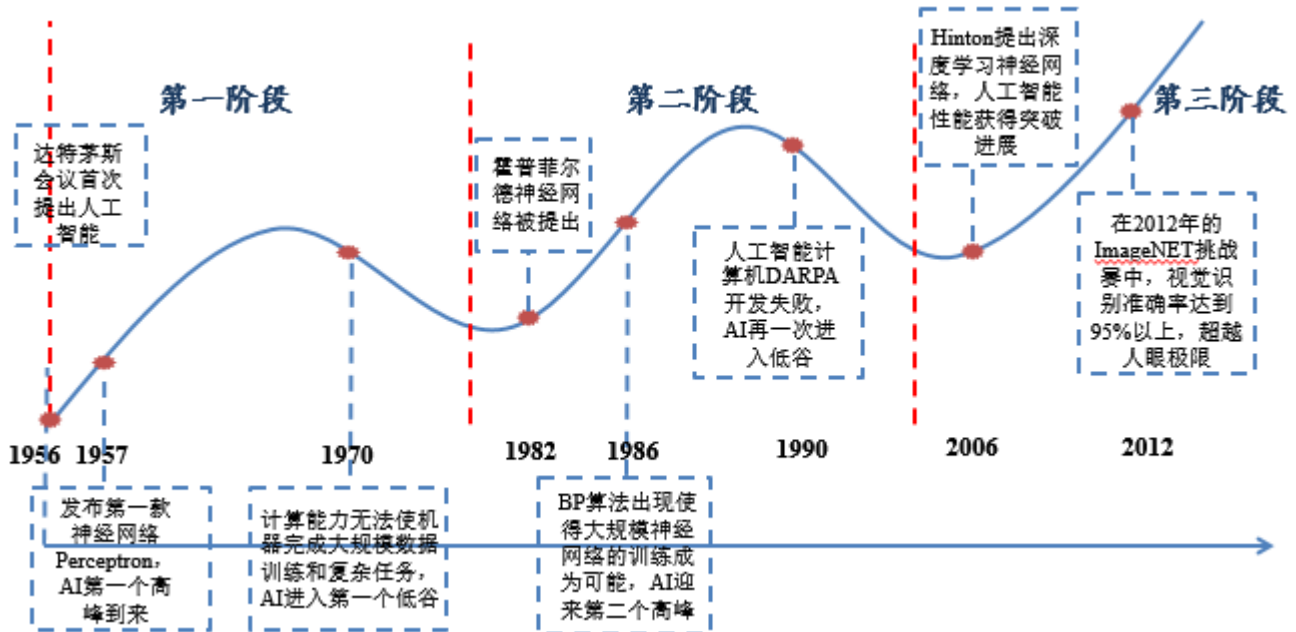 第一阶段
第二阶段
第三阶段
达特茅斯
会议首次
提出人工
智能
霍普菲尔
德神经网
络被提出
Hinton提出深
度学习神经网
络，人工智能
性能获得突破
进展
人工智能计
算机DARPA
开发失败，
AI再一次进
入低谷
在2012年的
ImageNET挑战
赛中，视觉识
别准确率达到
95%以上，超越
人眼极限
1956
1957
1970
1982
1986
1990
2006
2012
发布第一款
神经网络
Perceptron，
AI第一个高
峰到来
计算能力无法使机
器完成大规模数据
训练和复杂任务，
AI进入第一个低谷
BP算法出现使
得大规模神经
网络的训练成
为可能，AI迎
来第二个高峰